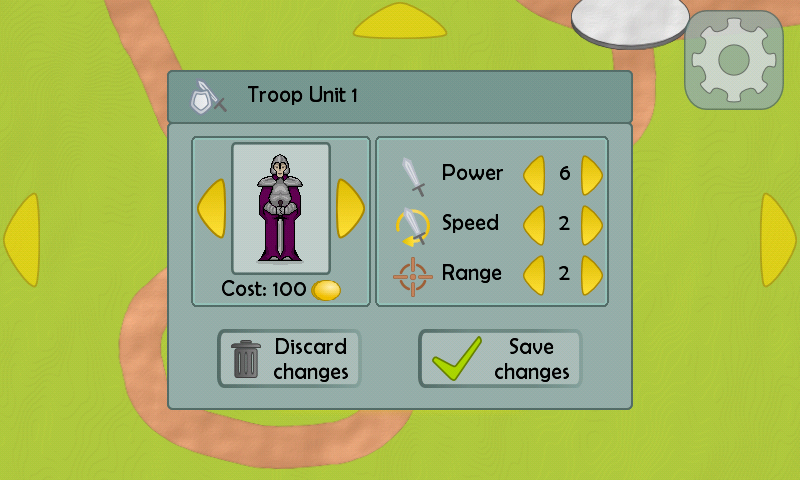 Troop Unit 1
Cost: 100
Power 6
Speed 2
Range 2
Discard
changes
Save
changes